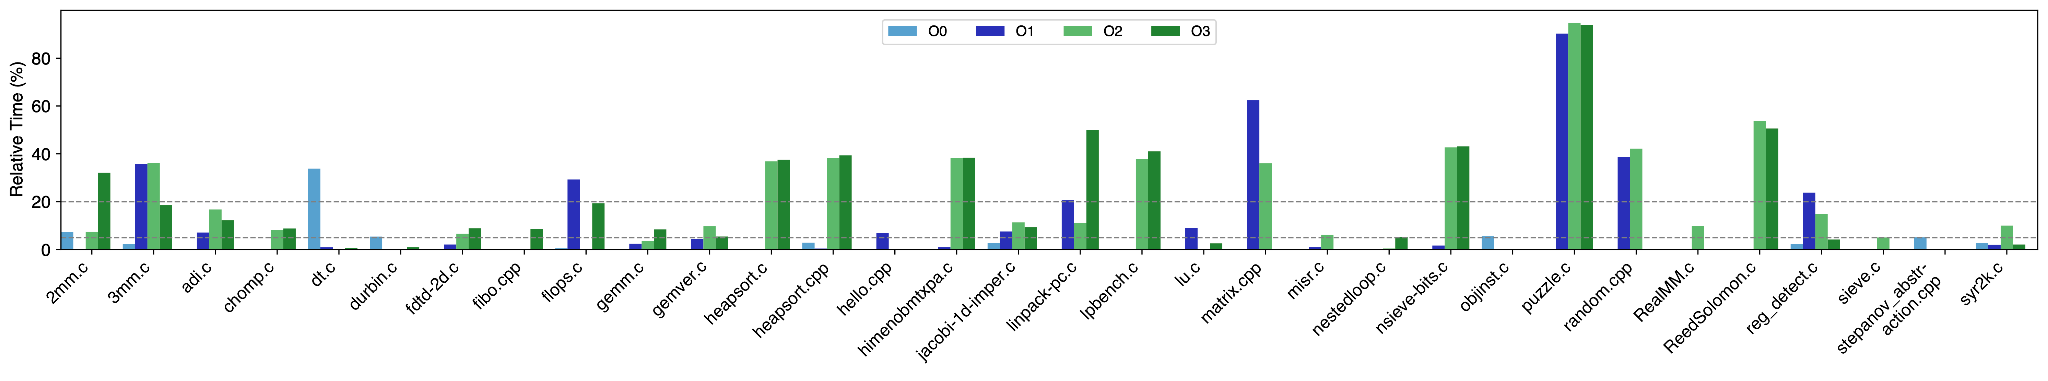 O0 O1 O2 O3
Relative Time (%)
80
60
40
20
0
2mm.c
3mm.c
adi.c
chomp.c
dt.c
durbin.c
fdtd-2d.c
fibo.cpp
flops.c
gemm.c
gemver.c
heapsort.c
heapsort.cpp
hello.cpp
himenobmtxpa.c
jacobi-1d-imper.c
linpack-pc.c
lpbench.c
lu.c
matrix.cpp
misr.c
nestedloop.c
nsieve-bits.c
objinst.c
puzzle.c
random.cpp
RealMM.c
ReedSolomon.c
reg_detect.c
sieve.c
stepanov_abstr-
action.cpp
syr2k.c